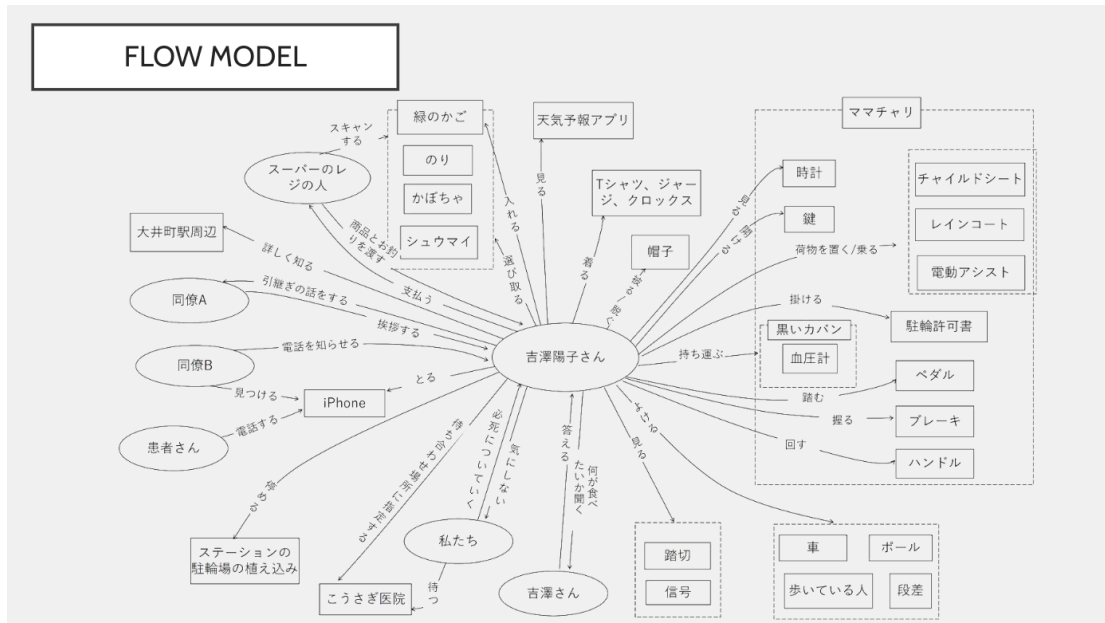 FLOW MODEL
緑のかご
天気予報アプリ
ママチャリ
スキャン
する
のり
スーパーのレ
ジの人
かぼちゃ
シュウマイ
入れる
選び取る
見る
Tシャツ、ジャー
ジ、クロックス
着る
帽子
被る/脱ぐ
見る
開ける
時計
鍵
チャイルドシート
レインコート
電動アシスト
荷物を置く/乗る
大井町駅周辺
詳しく知る
商品とお釣
りを渡す
支払う
同僚A
引継ぎの話をする
挨拶する
同僚B
電話を知らせる
見つける
iPhone
とる
患者さん
電話する
吉澤陽子さん
掛ける
駐輪許可書
黒いカバン
血圧計
持ち運ぶ
ペダル
踏む
ブレーキ
握る
ハンドル
回す
停める
ステーションの
駐輪場の植え込み
待ち合わせ場所に指定する
こうさぎ医院
必死についていく
気にしない
私たち
待つ
答える
何が食べ
たいか聞く
吉澤さん
見る
踏切
信号
よける
車
ポール
歩いている人
段差